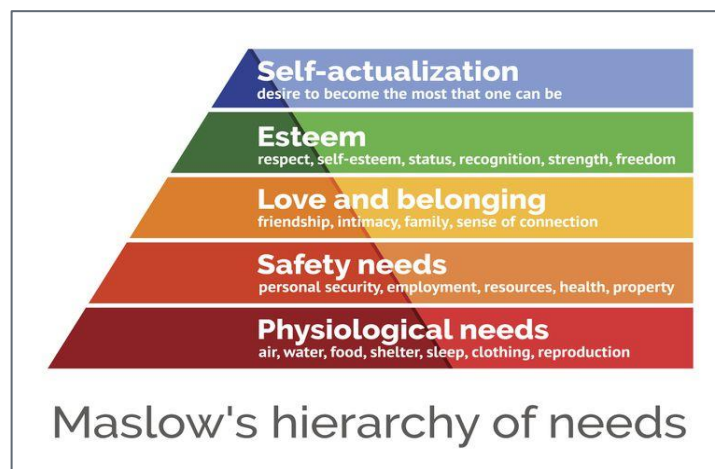 Self-actualization
desire to become the most that one can be
Esteem
respect, self-esteem, status, recognition, strength, freedom
Love and belonging
friendship, intimacy, family, sense of connection
Safety needs
personal security, employment, resources, health, property
Physiological needs
air, water, food, shelter, sleep, clothing, reproduction
Maslow's hierarchy of needs